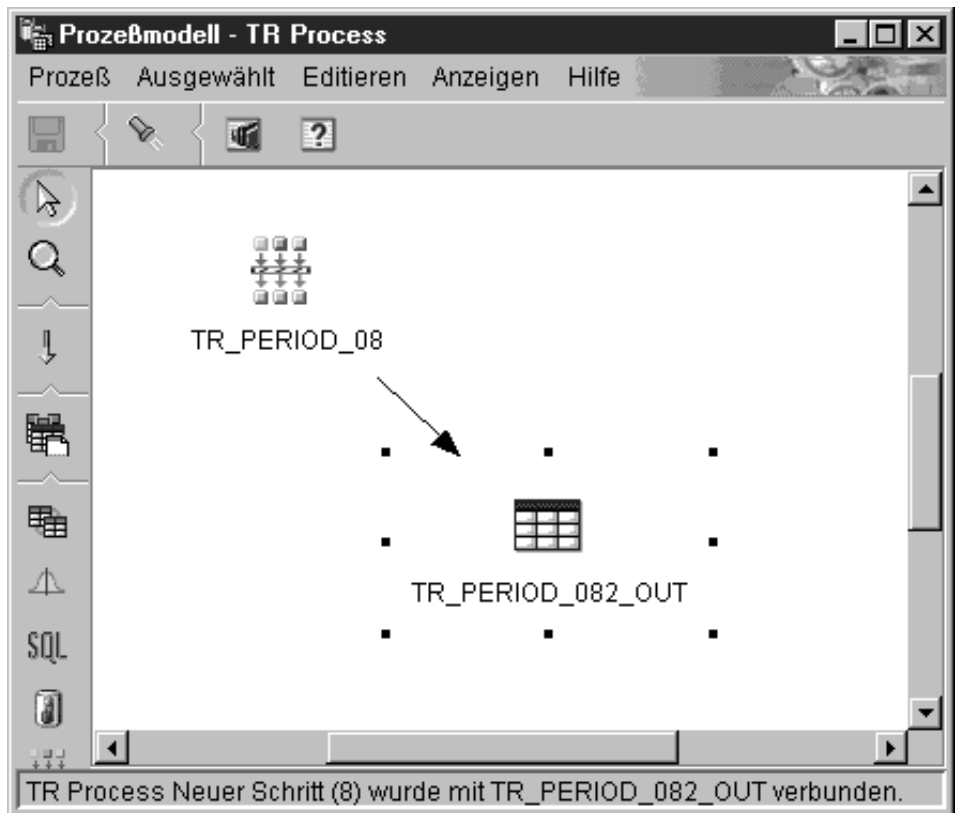 Prozeßmodell - TR Process
Prozeß Ausgewählt Editieren Anzeigen Hilfe
?
TR_PERIOD_08
TR_PERIOD_082_OUT
SQL
TR Process Neuer Schritt (8) wurde mit TR_PERIOD_082_OUT verbunden.